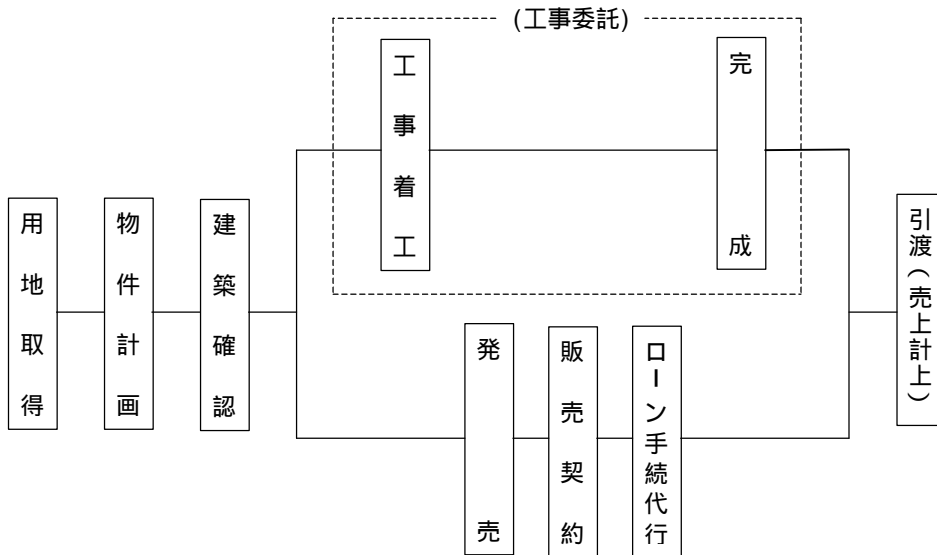 (工事委託)
工事着工
完成
用地取得
物件計画
建築確認
発売
販売契約
ローン手続代行
引渡(売上計上)